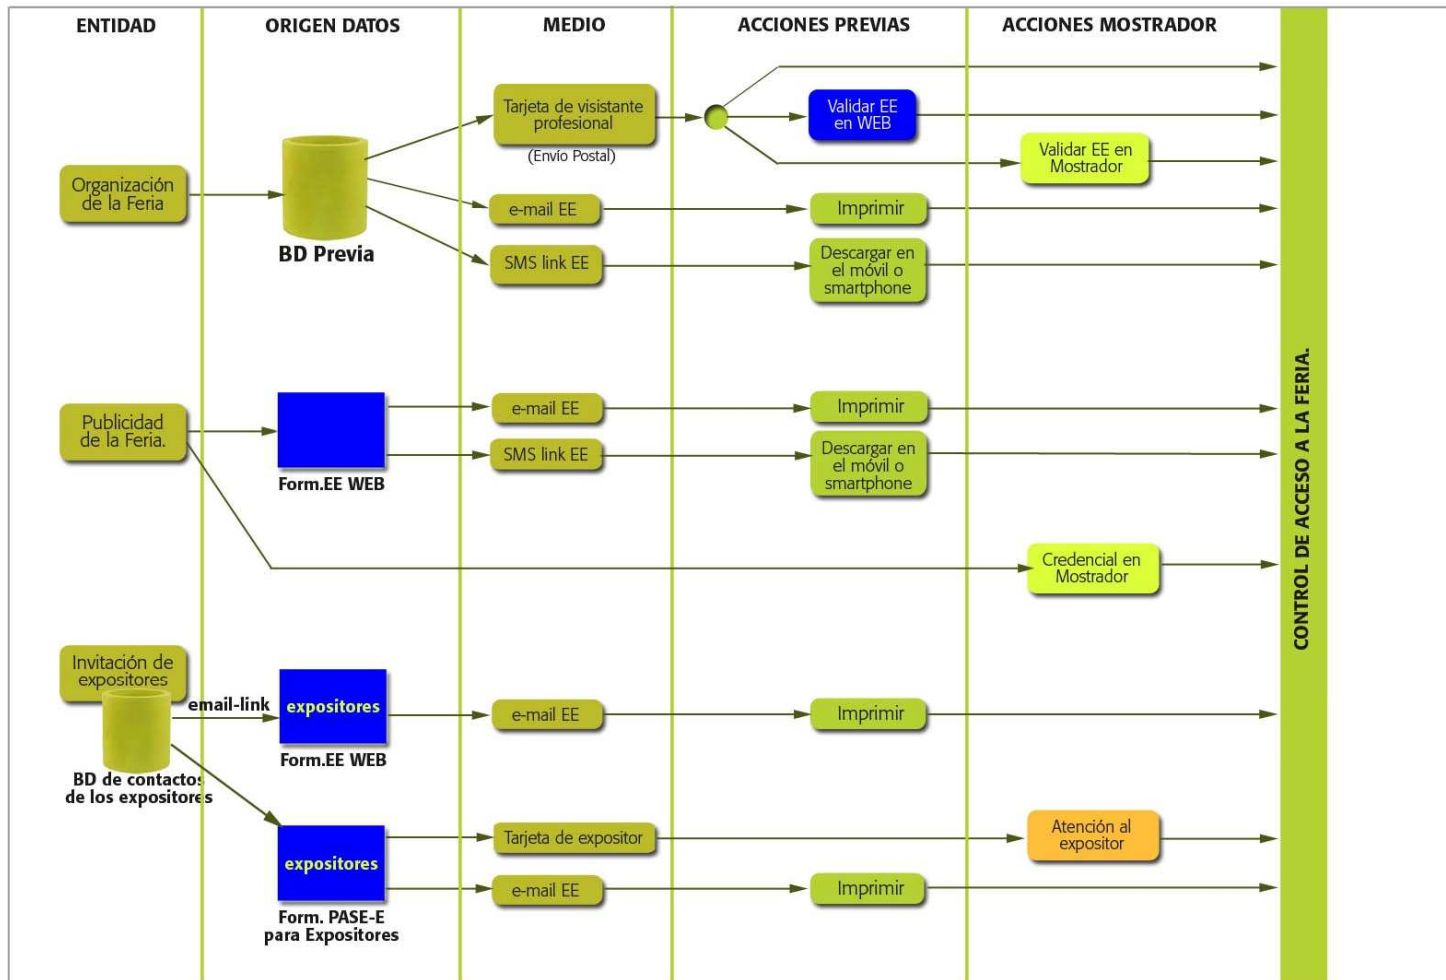 ENTIDAD
ORIGEN DATOS
MEDIO
ACCIONES PREVIAS
ACCIONES MOSTRADOR
Tarjeta de visistante
profesional
(Envío Postal)
Validar EE
en WEB
Validar EE en
Mostrador
Organización
de la Feria
BD Previa
e-mail EE
Imprimir
SMS link EE
Descargar en
el móvil o
smartphone
Publicidad
de la Feria.
Form.EE WEB
e-mail EE
Imprimir
SMS link EE
Descargar en
el móvil o
smartphone
Credencial en
Mostrador
CONTROL DE ACCESO A LA FERIA.
Invitación de
expositores
email-link
BD de contactos
de los expositores
expositores
Form.EE WEB
e-mail EE
Imprimir
expositores
Form. PASE-E
para Expositores
Tarjeta de expositor
Atención al
expositor
e-mail EE
Imprimir